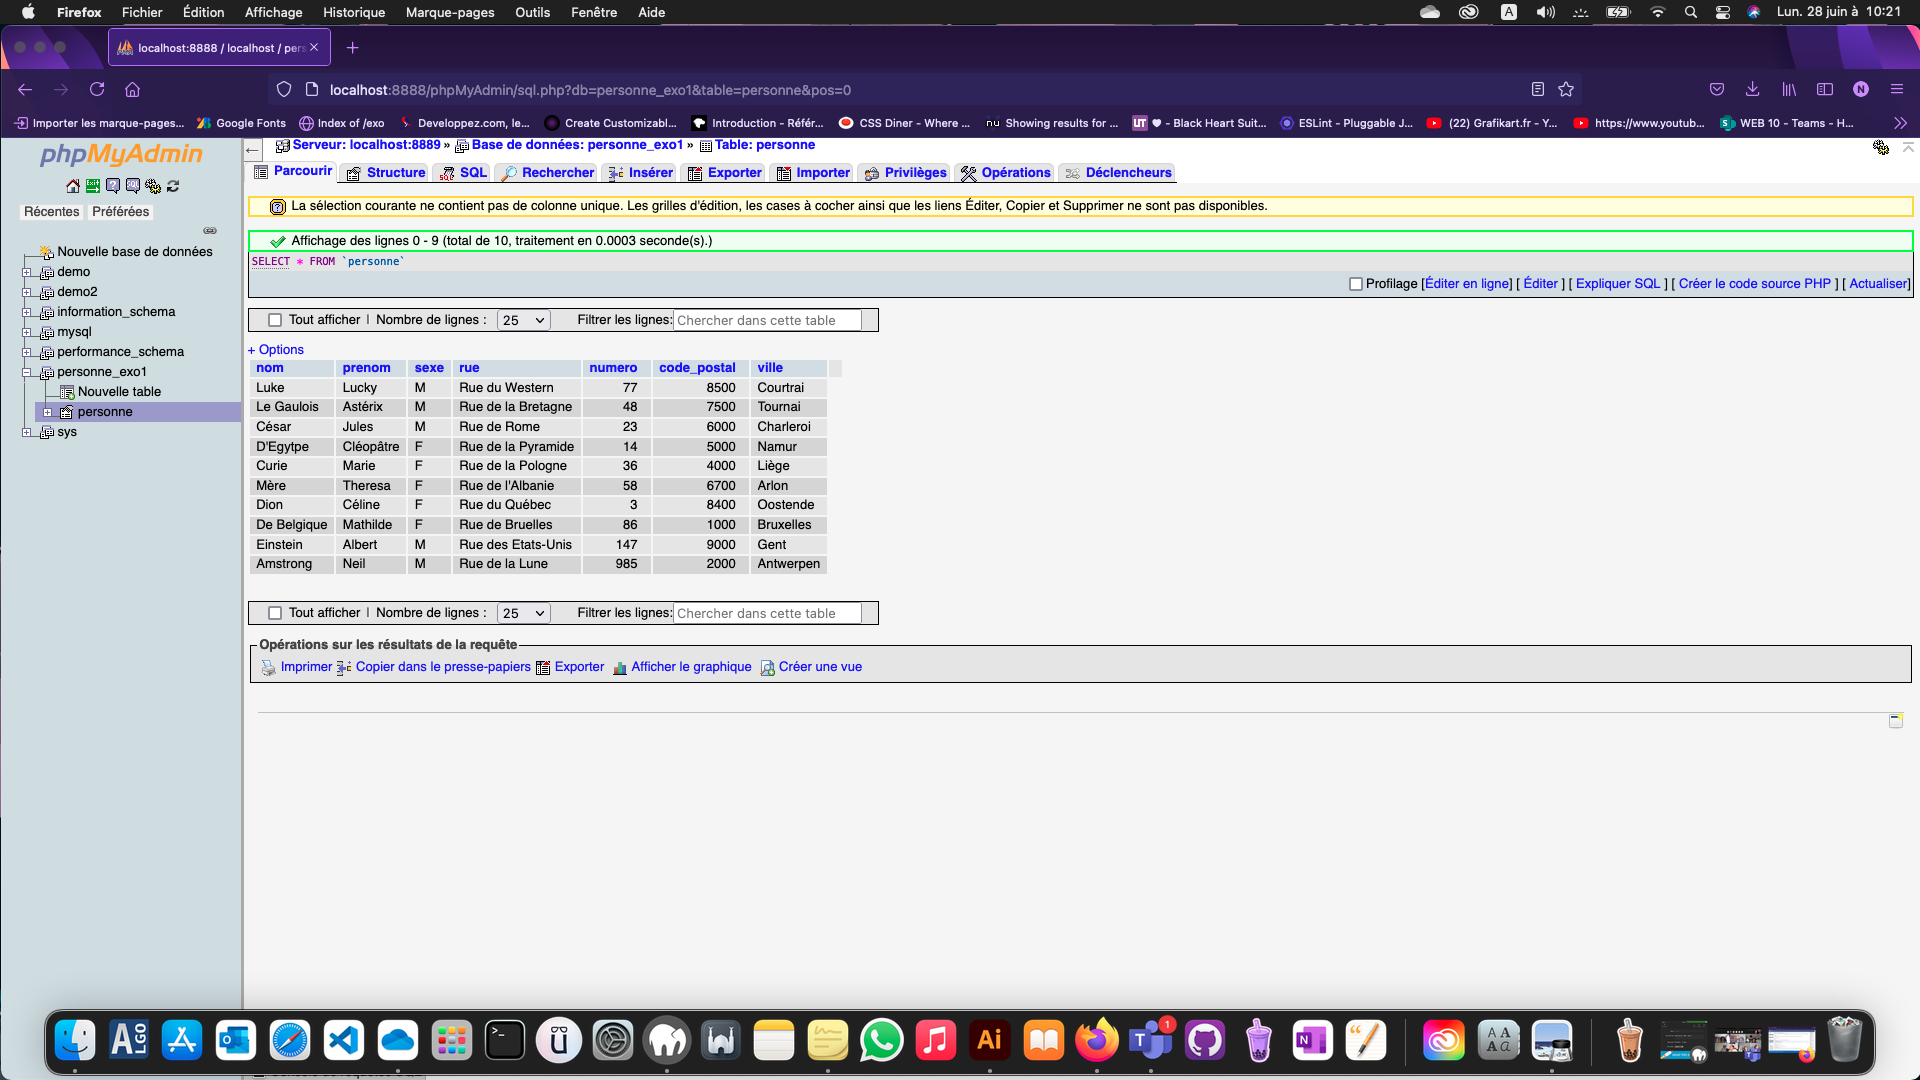 Firefox Fichier Édition Affichage Historique Marque-pages Outils Fenêtre Aide A Lun. 28 juin à 10:21
localhost:8888 / localhost / pers
localhost:8888/phpMyAdmin/sql.php?db=personne_exo1&table=personne&pos=0 N
Importer les marque-pages... Google Fonts Index of /exo Developpez.com, le... Create Customizabl... Introduction - Référ... CSS Diner - Where ... nu Showing results for ... UT ♥ - Black Heart Suit... ESLint - Pluggable J... (22) Grafikart.fr - Y... https://www.youtub... WEB 10 - Teams - H...
phpMyAdmin
Récentes Préférées
Nouvelle base de données
demo
demo2
information_schema
mysql
performance_schema
personne_exo1
Nouvelle table
personne
sys
Serveur: localhost:8889 » Base de données: personne_exo1 » Table: personne
Parcourir Structure SQL Rechercher Insérer Exporter Importer Privilèges Opérations Déclencheurs
La sélection courante ne contient pas de colonne unique. Les grilles d'édition, les cases à cocher ainsi que les liens Éditer, Copier et Supprimer ne sont pas disponibles.
Affichage des lignes 0 - 9 (total de 10, traitement en 0.0003 seconde(s).)
SELECT * FROM `personne`
Profilage [Éditer en ligne] [ Éditer ] [ Expliquer SQL ] [ Créer le code source PHP ] [ Actualiser]
Tout afficher | Nombre de lignes : 25 Filtrer les lignes: Chercher dans cette table
+ Options
nom prenom sexe rue numero code_postal ville
Luke Lucky M Rue du Western 77 8500 Courtrai
Le Gaulois Astérix M Rue de la Bretagne 48 7500 Tournai
César Jules M Rue de Rome 23 6000 Charleroi
D'Egytpe Cléopâtre F Rue de la Pyramide 14 5000 Namur
Curie Marie F Rue de la Pologne 36 4000 Liège
Mère Theresa F Rue de l'Albanie 58 6700 Arlon
Dion Céline F Rue du Québec 3 8400 Oostende
De Belgique Mathilde F Rue de Bruelles 86 1000 Bruxelles
Einstein Albert M Rue des Etats-Unis 147 9000 Gent
Amstrong Neil M Rue de la Lune 985 2000 Antwerpen
Tout afficher | Nombre de lignes : 25 Filtrer les lignes: Chercher dans cette table
Opérations sur les résultats de la requête
Imprimer Copier dans le presse-papiers Exporter Afficher le graphique Créer une vue
ALGO Ai 1 N